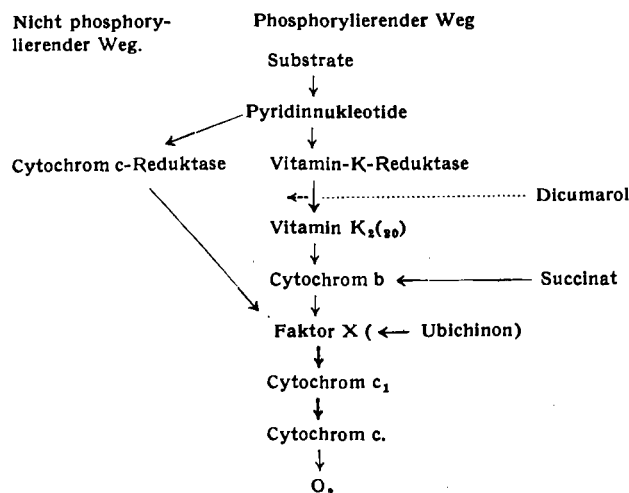 Nicht phosphory-
lierender Weg.
Phosphorylierender Weg
Substrate
Pyridinnukleotide
Cytochrom c-Reduktase
Vitamin-K-Reduktase
Dicumarol
Vitamin K₂(₂₀)
Cytochrom b
Succinat
Faktor X ( ← Ubichinon)
Cytochrom c₁
Cytochrom c.
O₂